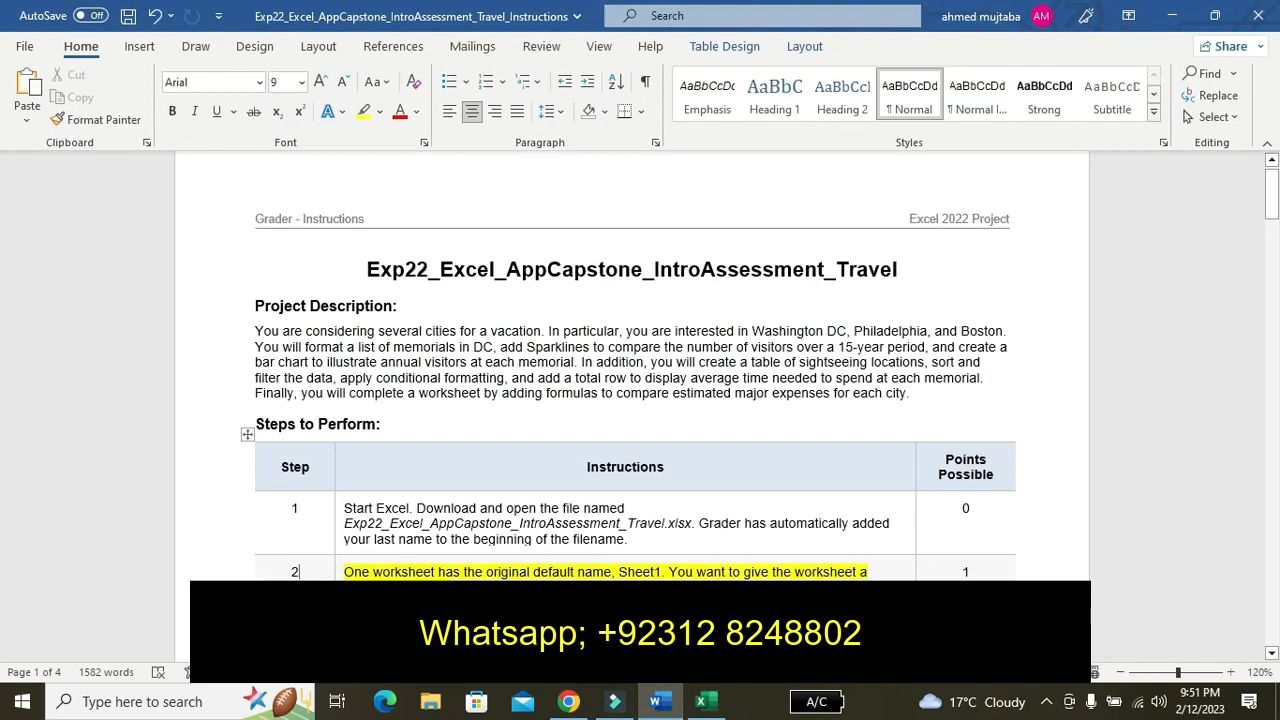 AutoSave Off
Exp22_Excel_AppCapstone_IntroAssessment_Travel_Instructions
Search
ahmed mujtaba AM
File Home Insert Draw Design Layout References Mailings Review View Help Table Design Layout
Share
Paste
Cut
Copy
Format Painter
Arial 9
Aa
B I U ab x₂ x² A A
AaBbCcDc AaBbC AaBbCcI AaBbCcDd AaBbCcDd AaBbCcDd AaBbCcD
Emphasis Heading 1 Heading 2 ¶ Normal ¶ Normal I... Strong Subtitle
Find
Replace
Select
Clipboard Font Paragraph Styles Editing
Grader - Instructions Excel 2022 Project
Exp22_Excel_AppCapstone_IntroAssessment_Travel
Project Description:
You are considering several cities for a vacation. In particular, you are interested in Washington DC, Philadelphia, and Boston.
You will format a list of memorials in DC, add Sparklines to compare the number of visitors over a 15-year period, and create a
bar chart to illustrate annual visitors at each memorial. In addition, you will create a table of sightseeing locations, sort and
filter the data, apply conditional formatting, and add a total row to display average time needed to spend at each memorial.
Finally, you will complete a worksheet by adding formulas to compare estimated major expenses for each city.
Steps to Perform:
Step Instructions Points
Possible
1 Start Excel. Download and open the file named 0
Exp22_Excel_AppCapstone_IntroAssessment_Travel.xlsx. Grader has automatically added
your last name to the beginning of the filename.
2 One worksheet has the original default name, Sheet1. You want to give the worksheet a 1
Whatsapp; +92312 8248802
Page 1 of 4 1582 words 120%
Type here to search
A/C
17°C Cloudy
9:51 PM
2/12/2023